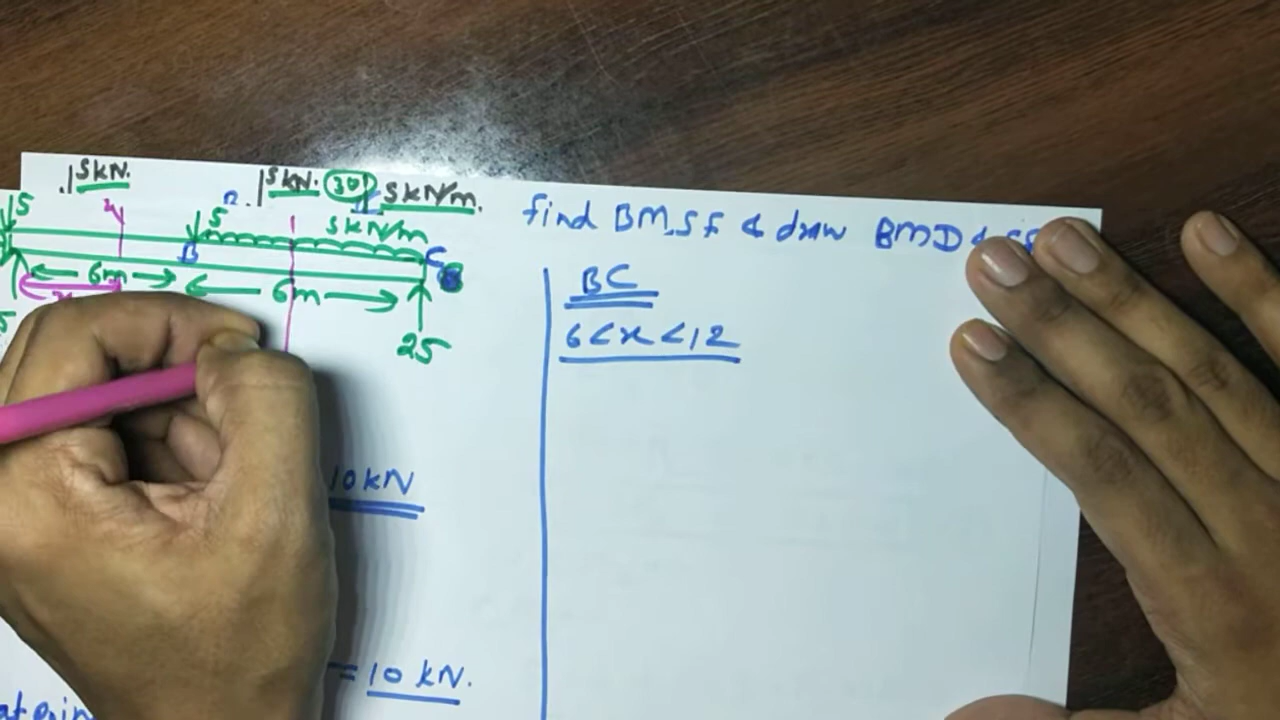 5kN. 5kN. 30 5kN/m.
5 5 5kN/m
B C
6m 6m
x
5 25
find BM, SF & draw BMD &
BC
6<x<12
10kN
= 10 kN.